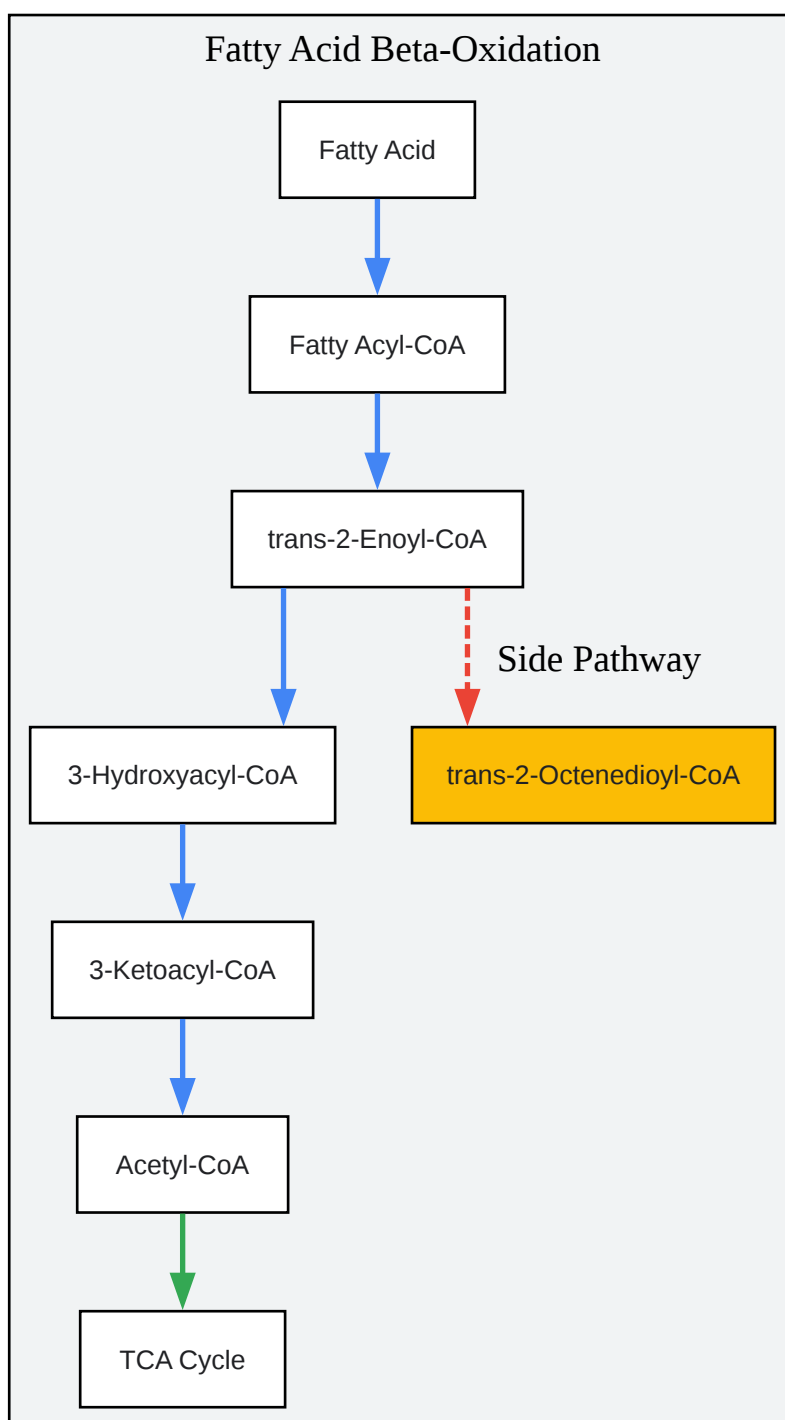 Fatty Acid Beta-Oxidation
Fatty Acid
Fatty Acyl-CoA
trans-2-Enoyl-CoA
Side Pathway
3-Hydroxyacyl-CoA
trans-2-Octenedioyl-CoA
3-Ketoacyl-CoA
Acetyl-CoA
TCA Cycle